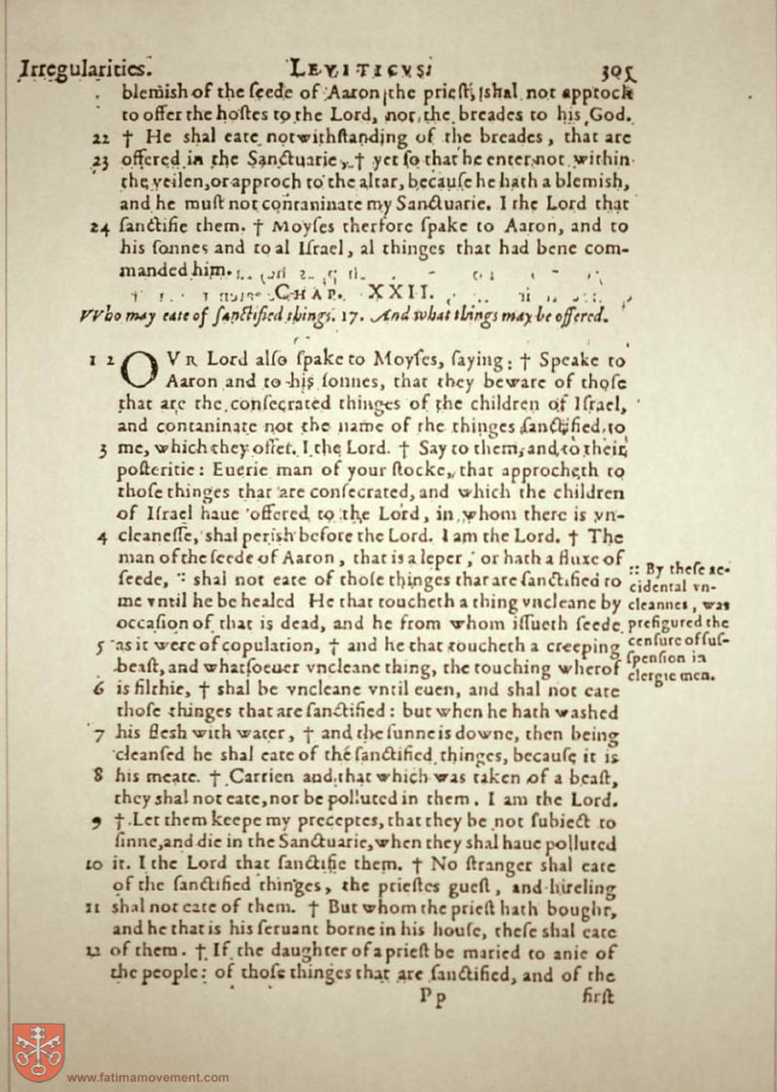 Irregularities. LEVITICVS. 305
blemish of the seede of Aaron the priest, shal not approch
to offer the hostes to the Lord, nor the breades to his God.
22 † He shal eate notwithstanding of the breades, that are
23 offered in the Sanctuarie, † yet so that he enter not within
the veilen, or approch to the altar, because he hath a blemish,
and he must not contaninate my Sanctuarie. I the Lord that
24 sanctifie them. † Moyses therfore spake to Aaron, and to
his sonnes and to al Israel, al thinges that had bene com-
manded him.
CHAP. XXII.
VVho may eate of sanctified things. 17. And what things may be offered.
1 2 OVR Lord also spake to Moyses, saying: † Speake to
Aaron and to his sonnes, that they beware of those
that are the consecrated thinges of the children of Israel,
and contaninate not the name of the thinges sanctified to
3 me, which they offer. I the Lord. † Say to them, and to their
posteritie: Euerie man of your stocke, that approcheth to
those thinges that are consecrated, and which the children
of Israel haue offered to the Lord, in whom there is vn-
4 cleanesse, shal perish before the Lord. I am the Lord. † The
man of the seede of Aaron, that is a leper, or hath a fluxe of
seede, :: shal not eate of those thinges that are sanctified to
me vntil he be healed He that toucheth a thing vncleane by
occasion of that is dead, and he from whom issueth seede
5 as it were of copulation, † and he that toucheth a creeping
beast, and whatsoeuer vncleane thing, the touching wherof
6 is filthie, † shal be vncleane vntil euen, and shal not eate
those thinges that are sanctified: but when he hath washed
7 his flesh with water, † and the sunne is downe, then being
cleansed he shal eate of the sanctified thinges, because it is
8 his meate. † Carrien and that which was taken of a beast,
they shal not eate, nor be polluted in them. I am the Lord.
9 † Let them keepe my preceptes, that they be not subiect to
sinne, and die in the Sanctuarie, when they shal haue polluted
10 it. I the Lord that sanctifie them. † No stranger shal eate
of the sanctified thinges, the priestes guest, and hireling
11 shal not eate of them. † But whom the priest hath bought,
and he that is his seruant borne in his house, these shal eate
12 of them. † If the daughter of a priest be maried to anie of
the people: of those thinges that are sanctified, and of the
Pp first
:: By these ac-
cidental vn-
cleannes, was
prefigured the
censure of sus-
spension in
clergie men.
www.fatimamovement.com